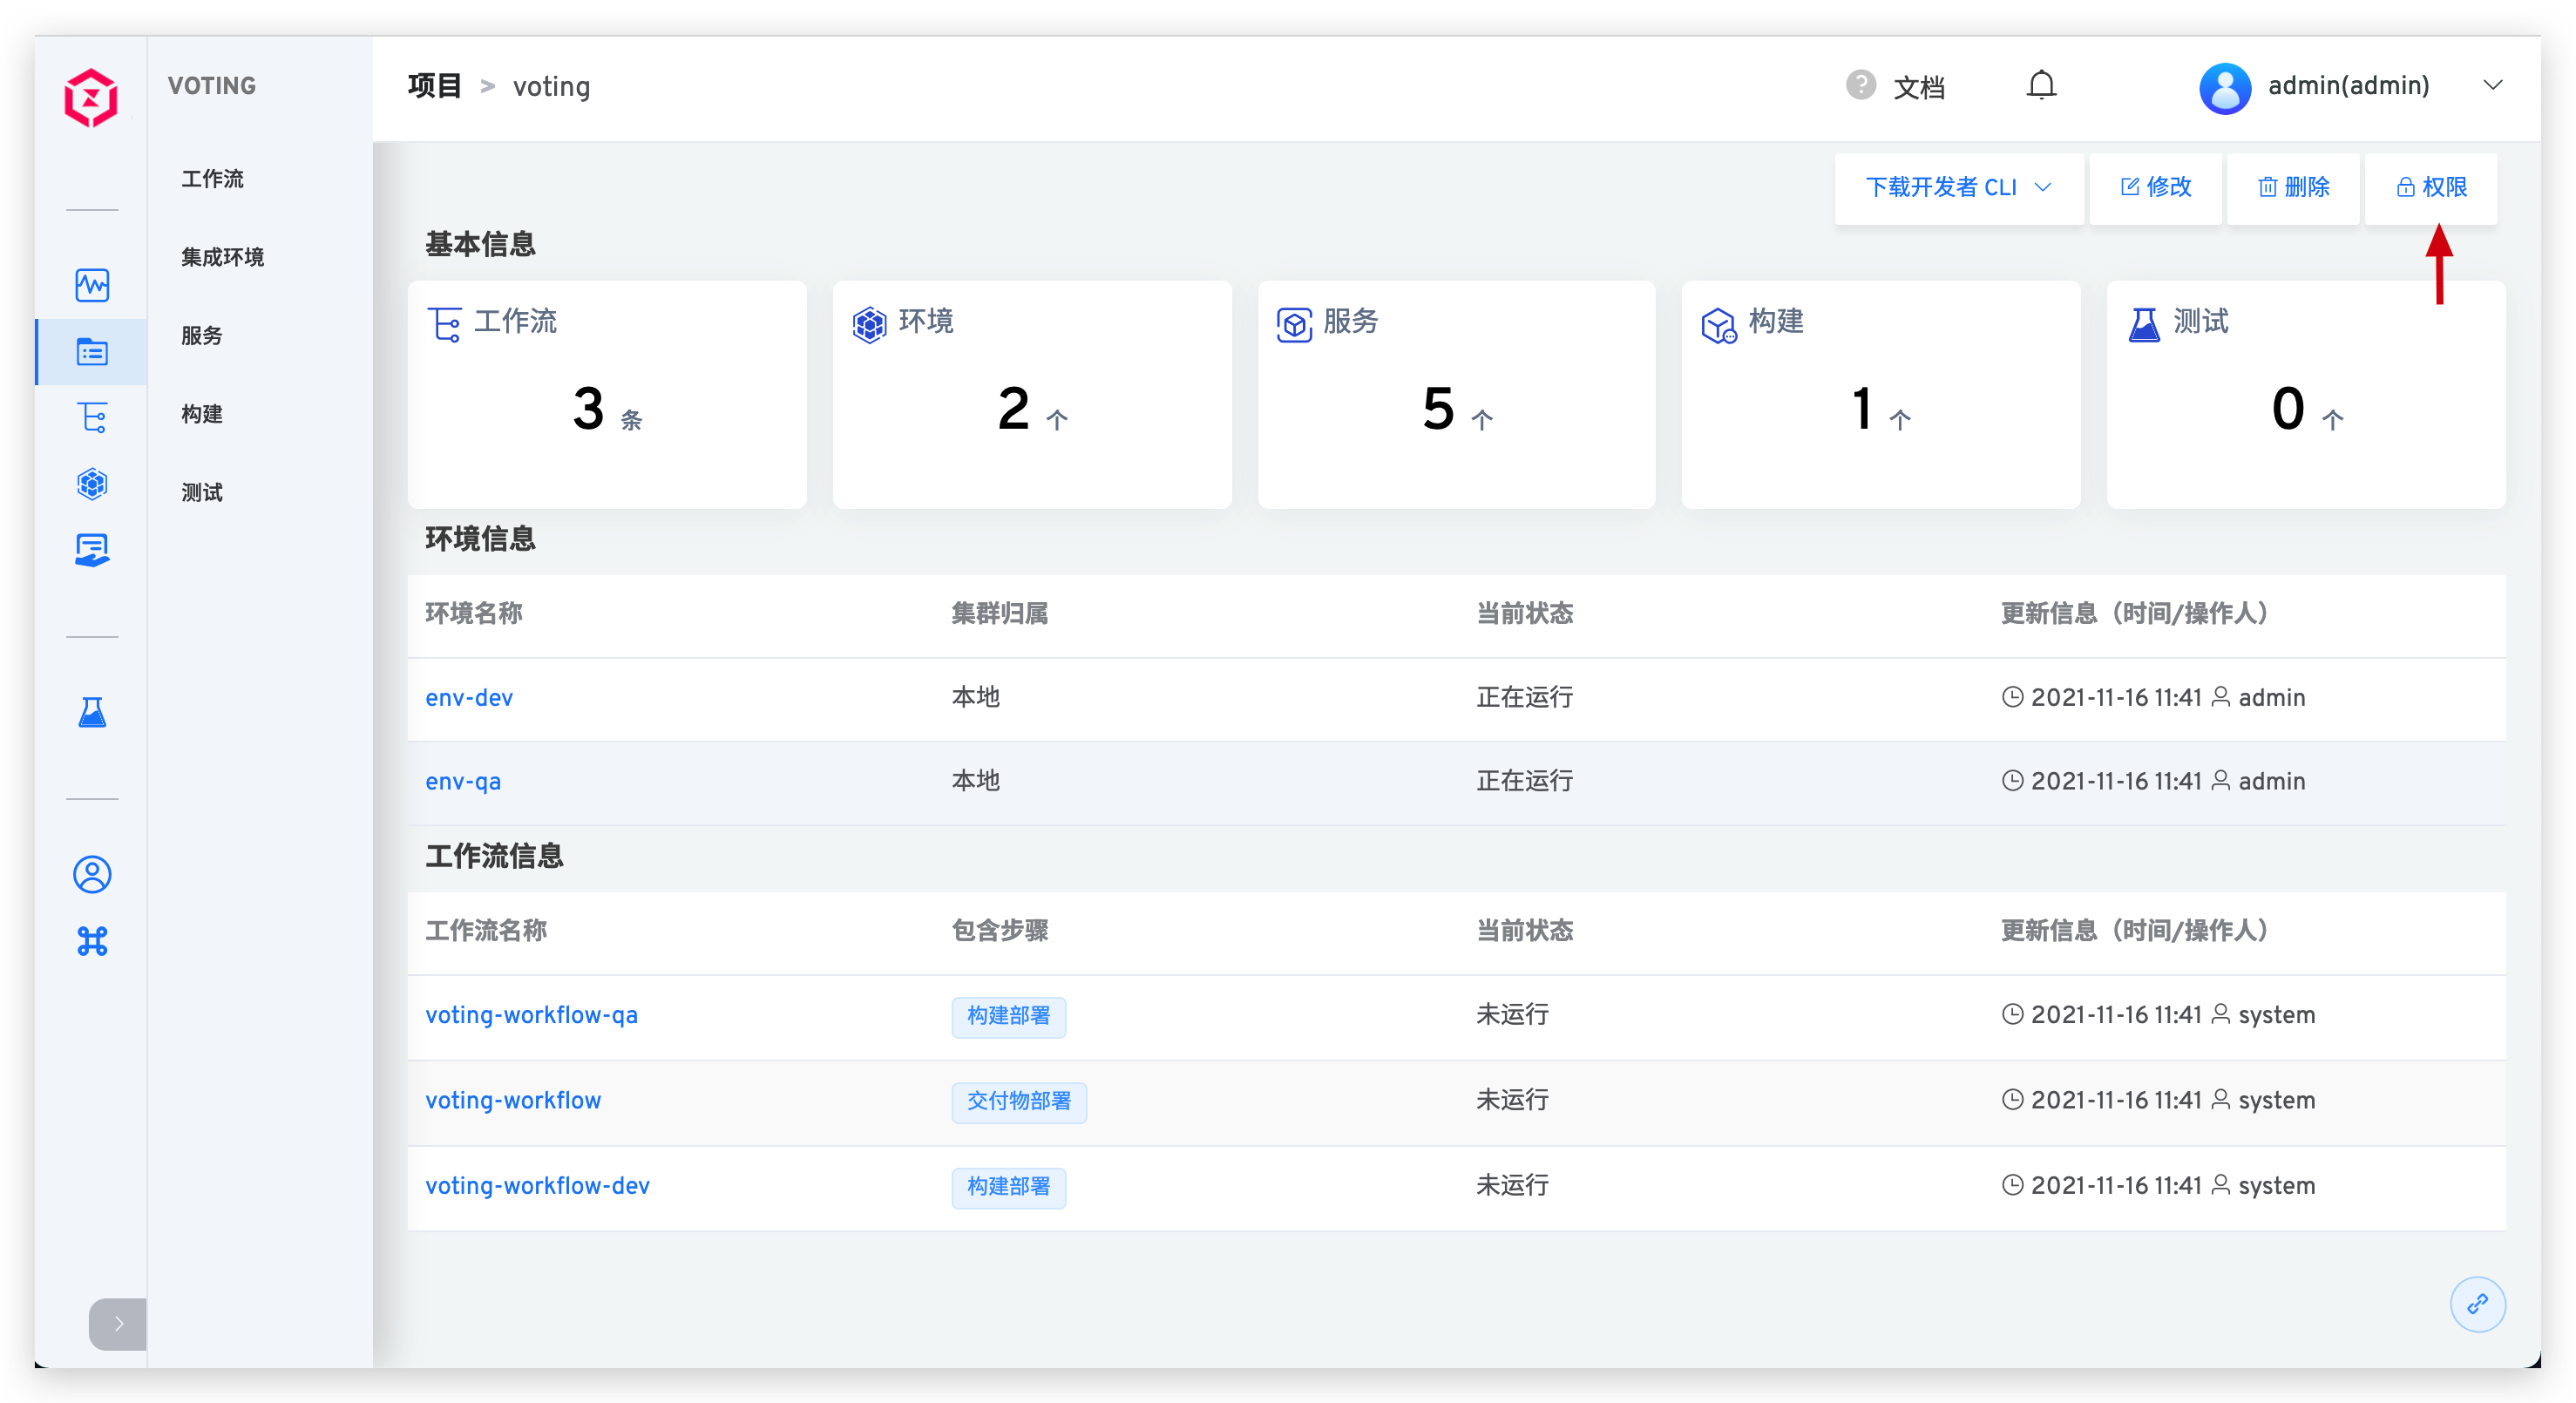 VOTING
工作流
集成环境
服务
构建
测试
项目 > voting
? 文档
admin(admin)
下载开发者 CLI
修改
删除
权限
基本信息
工作流
3 条
环境
2 个
服务
5 个
构建
1 个
测试
0 个
环境信息
环境名称 集群归属 当前状态 更新信息（时间/操作人）
env-dev 本地 正在运行 2021-11-16 11:41 admin
env-qa 本地 正在运行 2021-11-16 11:41 admin
工作流信息
工作流名称 包含步骤 当前状态 更新信息（时间/操作人）
voting-workflow-qa 构建部署 未运行 2021-11-16 11:41 system
voting-workflow 交付物部署 未运行 2021-11-16 11:41 system
voting-workflow-dev 构建部署 未运行 2021-11-16 11:41 system